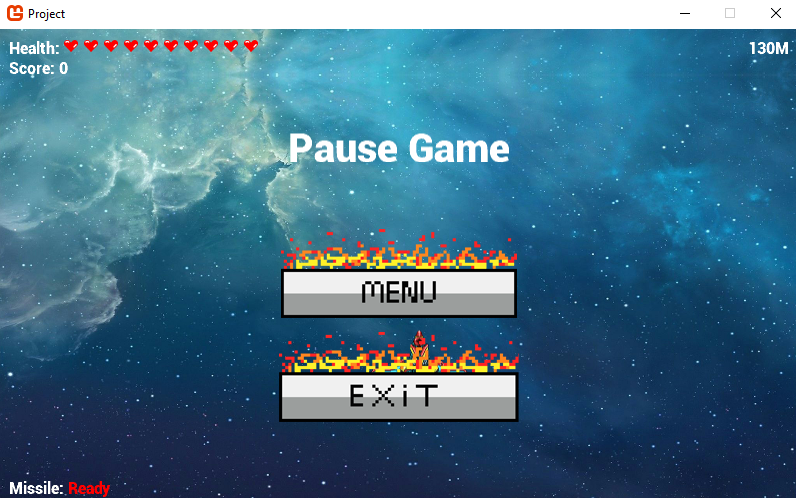 Project
Health:
130M
Score: 0
Pause Game
MENU
EXiT
Missile: Ready